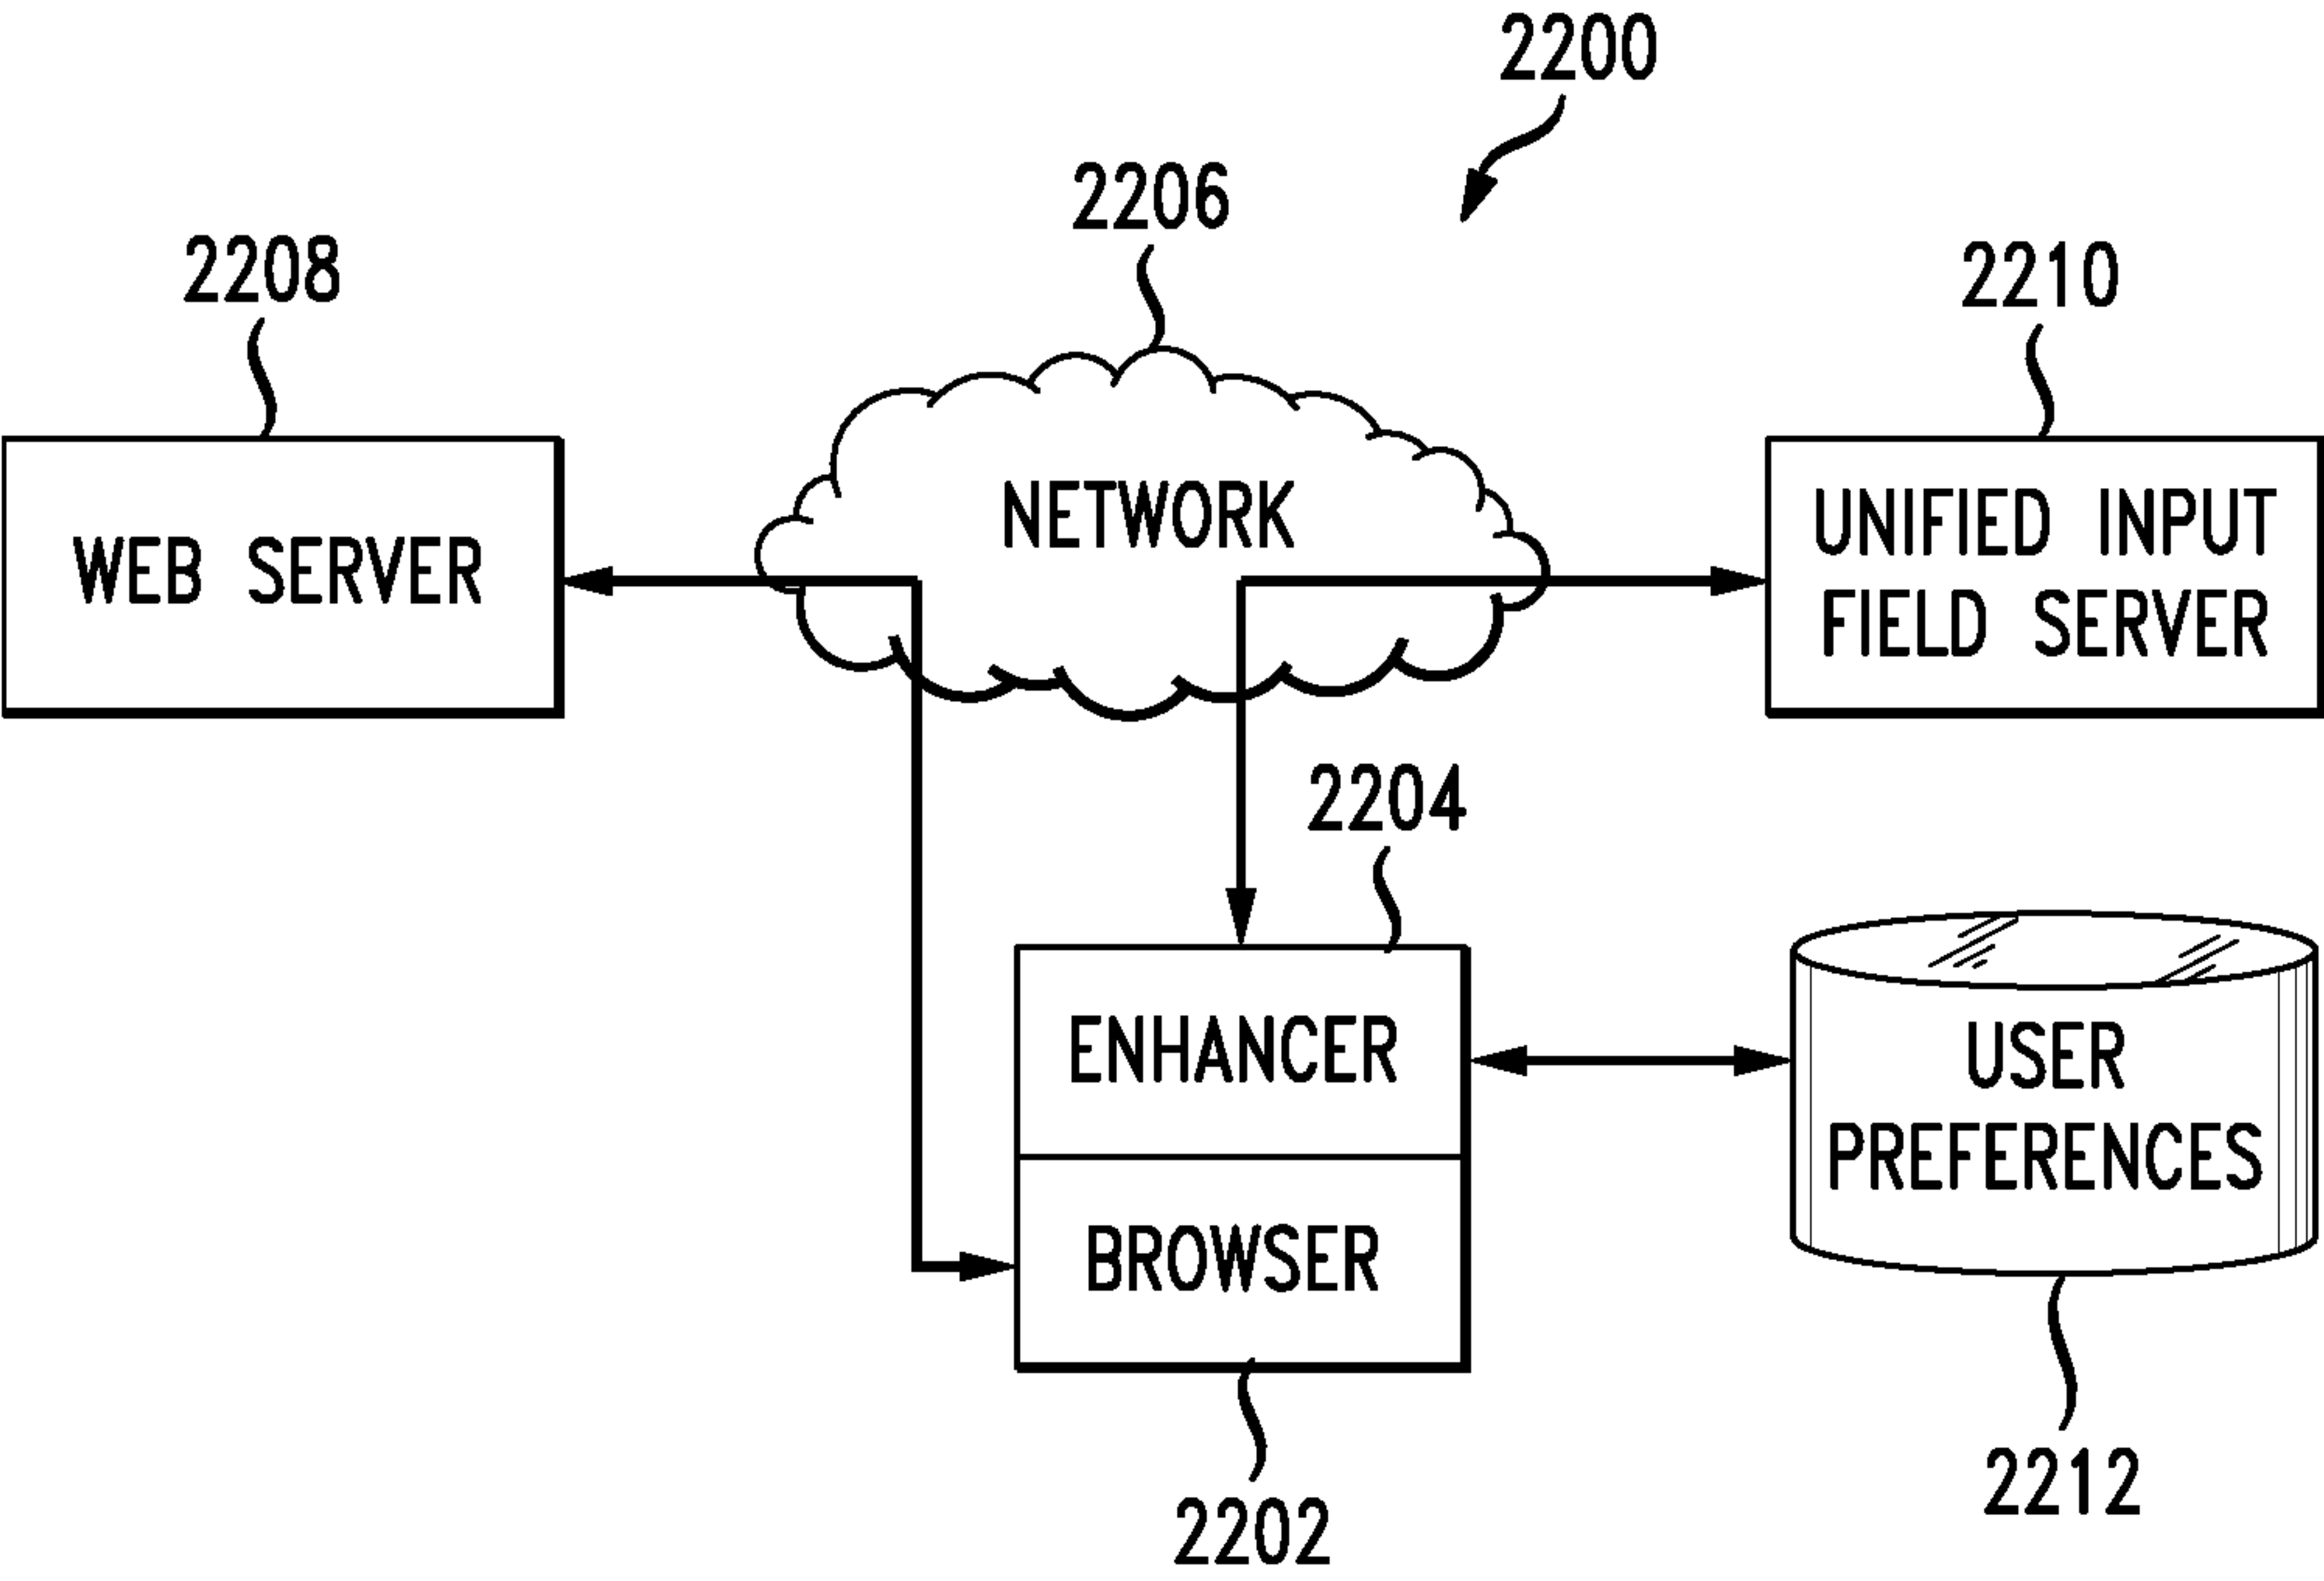 2200
2206
2208
2210
NETWORK
WEB SERVER
UNIFIED INPUT
FIELD SERVER
2204
ENHANCER
USER
PREFERENCES
BROWSER
2212
2202